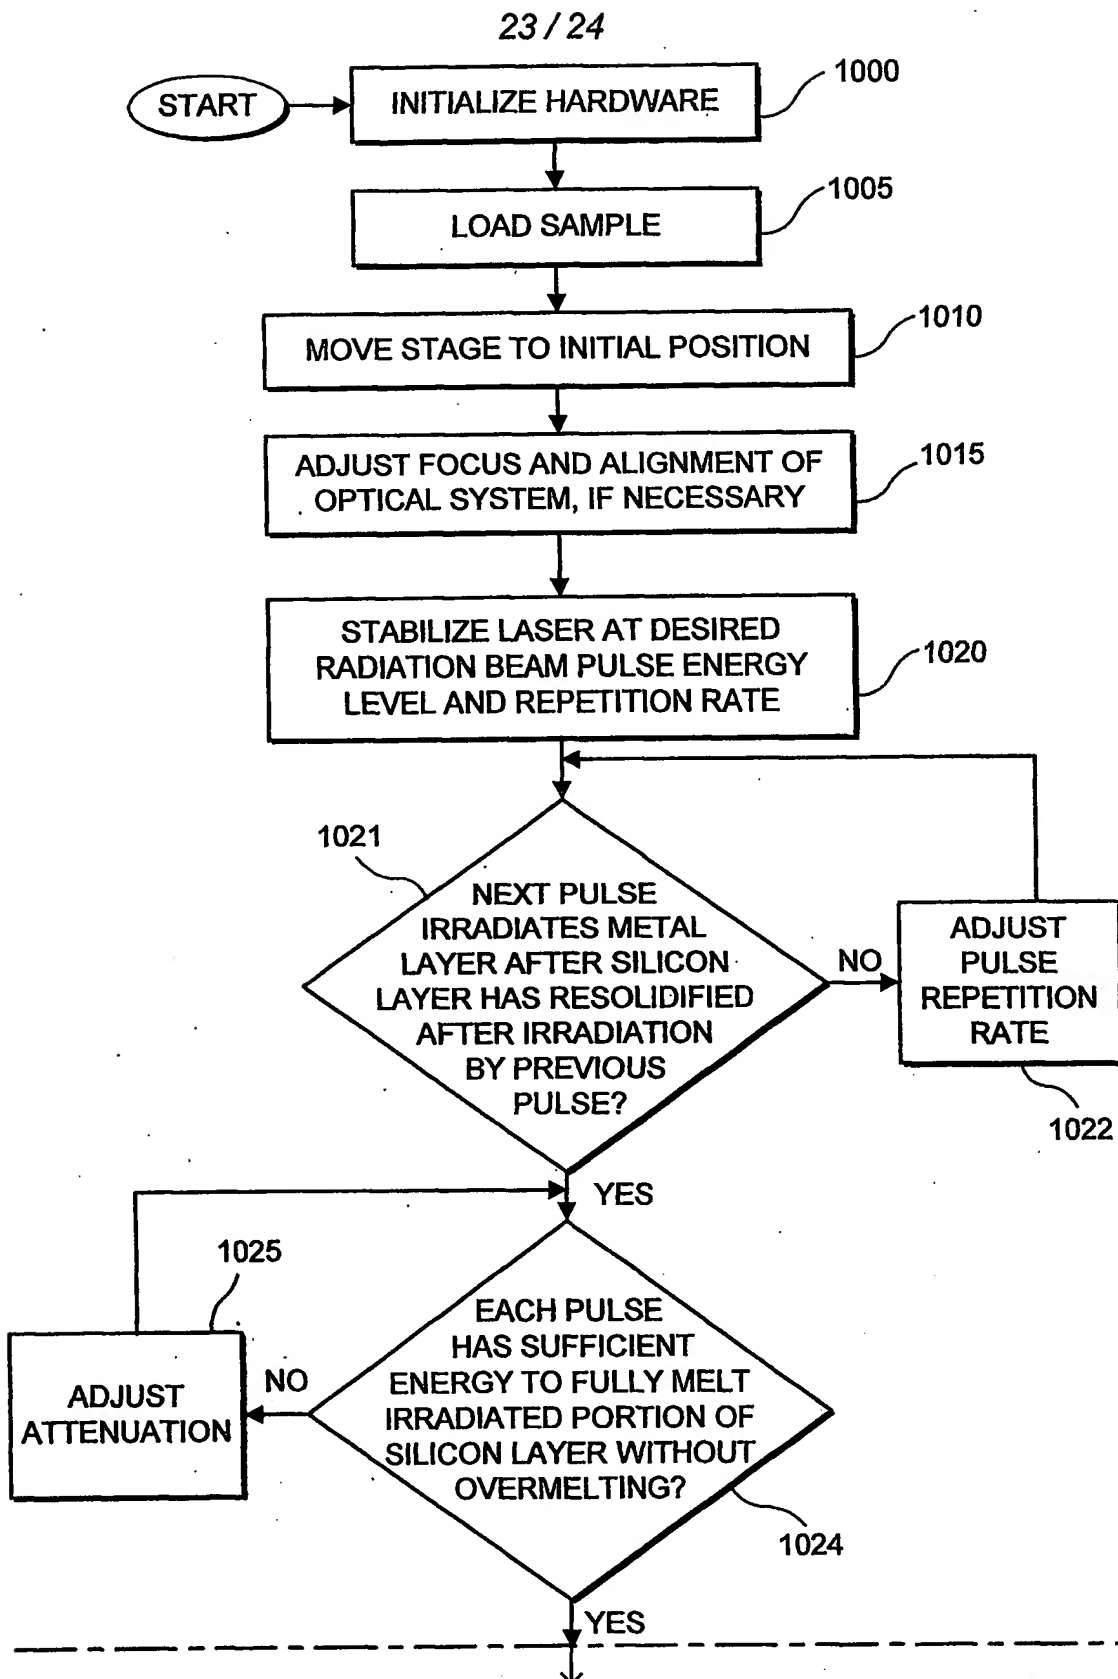 23 / 24
START
INITIALIZE HARDWARE
1000
LOAD SAMPLE
1005
MOVE STAGE TO INITIAL POSITION
1010
ADJUST FOCUS AND ALIGNMENT OF
OPTICAL SYSTEM, IF NECESSARY
1015
STABILIZE LASER AT DESIRED
RADIATION BEAM PULSE ENERGY
LEVEL AND REPETITION RATE
1020
1021
NEXT PULSE
IRRADIATES METAL
LAYER AFTER SILICON
LAYER HAS RESOLIDIFIED
AFTER IRRADIATION
BY PREVIOUS
PULSE?
NO
ADJUST
PULSE
REPETITION
RATE
1022
YES
1025
ADJUST
ATTENUATION
NO
EACH PULSE
HAS SUFFICIENT
ENERGY TO FULLY MELT
IRRADIATED PORTION OF
SILICON LAYER WITHOUT
OVERMELTING?
1024
YES